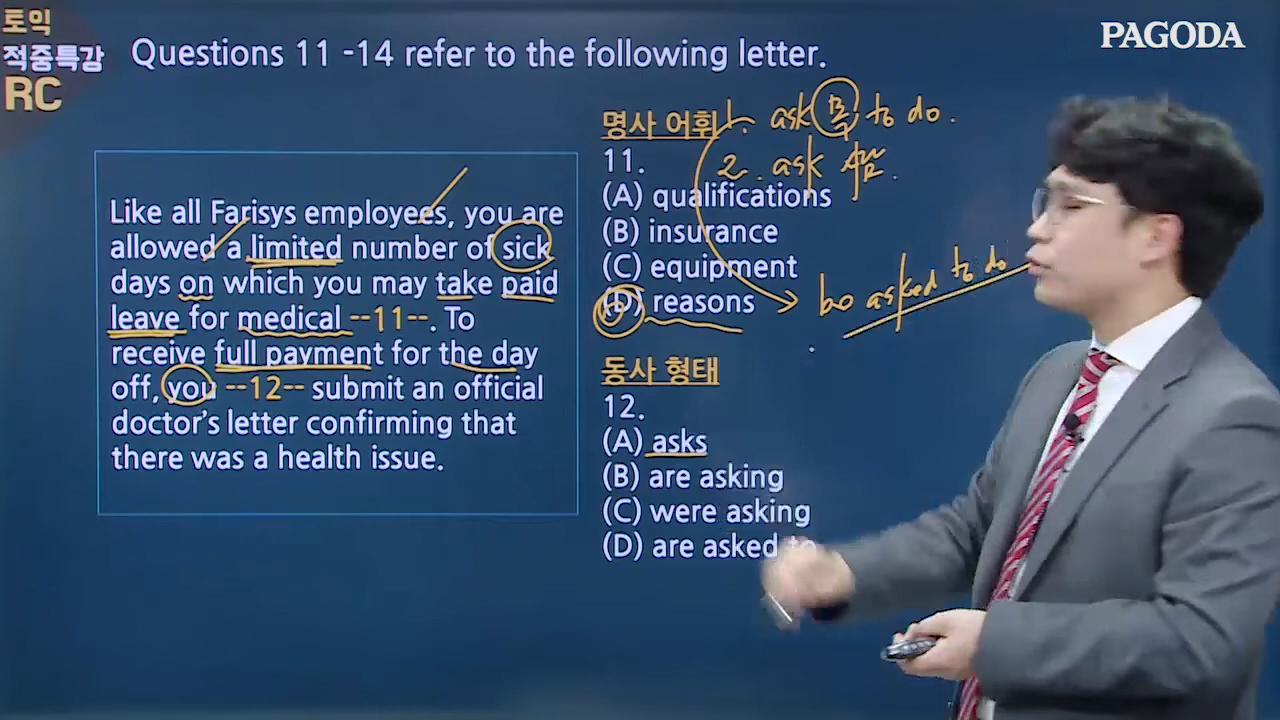 토익
적중특강
RC
Questions 11 -14 refer to the following letter.
PAGODA
Like all Farisys employees, you are
allowed a limited number of sick
days on which you may take paid
leave for medical --11--. To
receive full payment for the day
off, you --12-- submit an official
doctor's letter confirming that
there was a health issue.
명사 어휘
11.
(A) qualifications
(B) insurance
(C) equipment
(D) reasons
동사 형태
12.
(A) asks
(B) are asking
(C) were asking
(D) are asked to
1. ask 목 to do.
2. ask
be asked to do